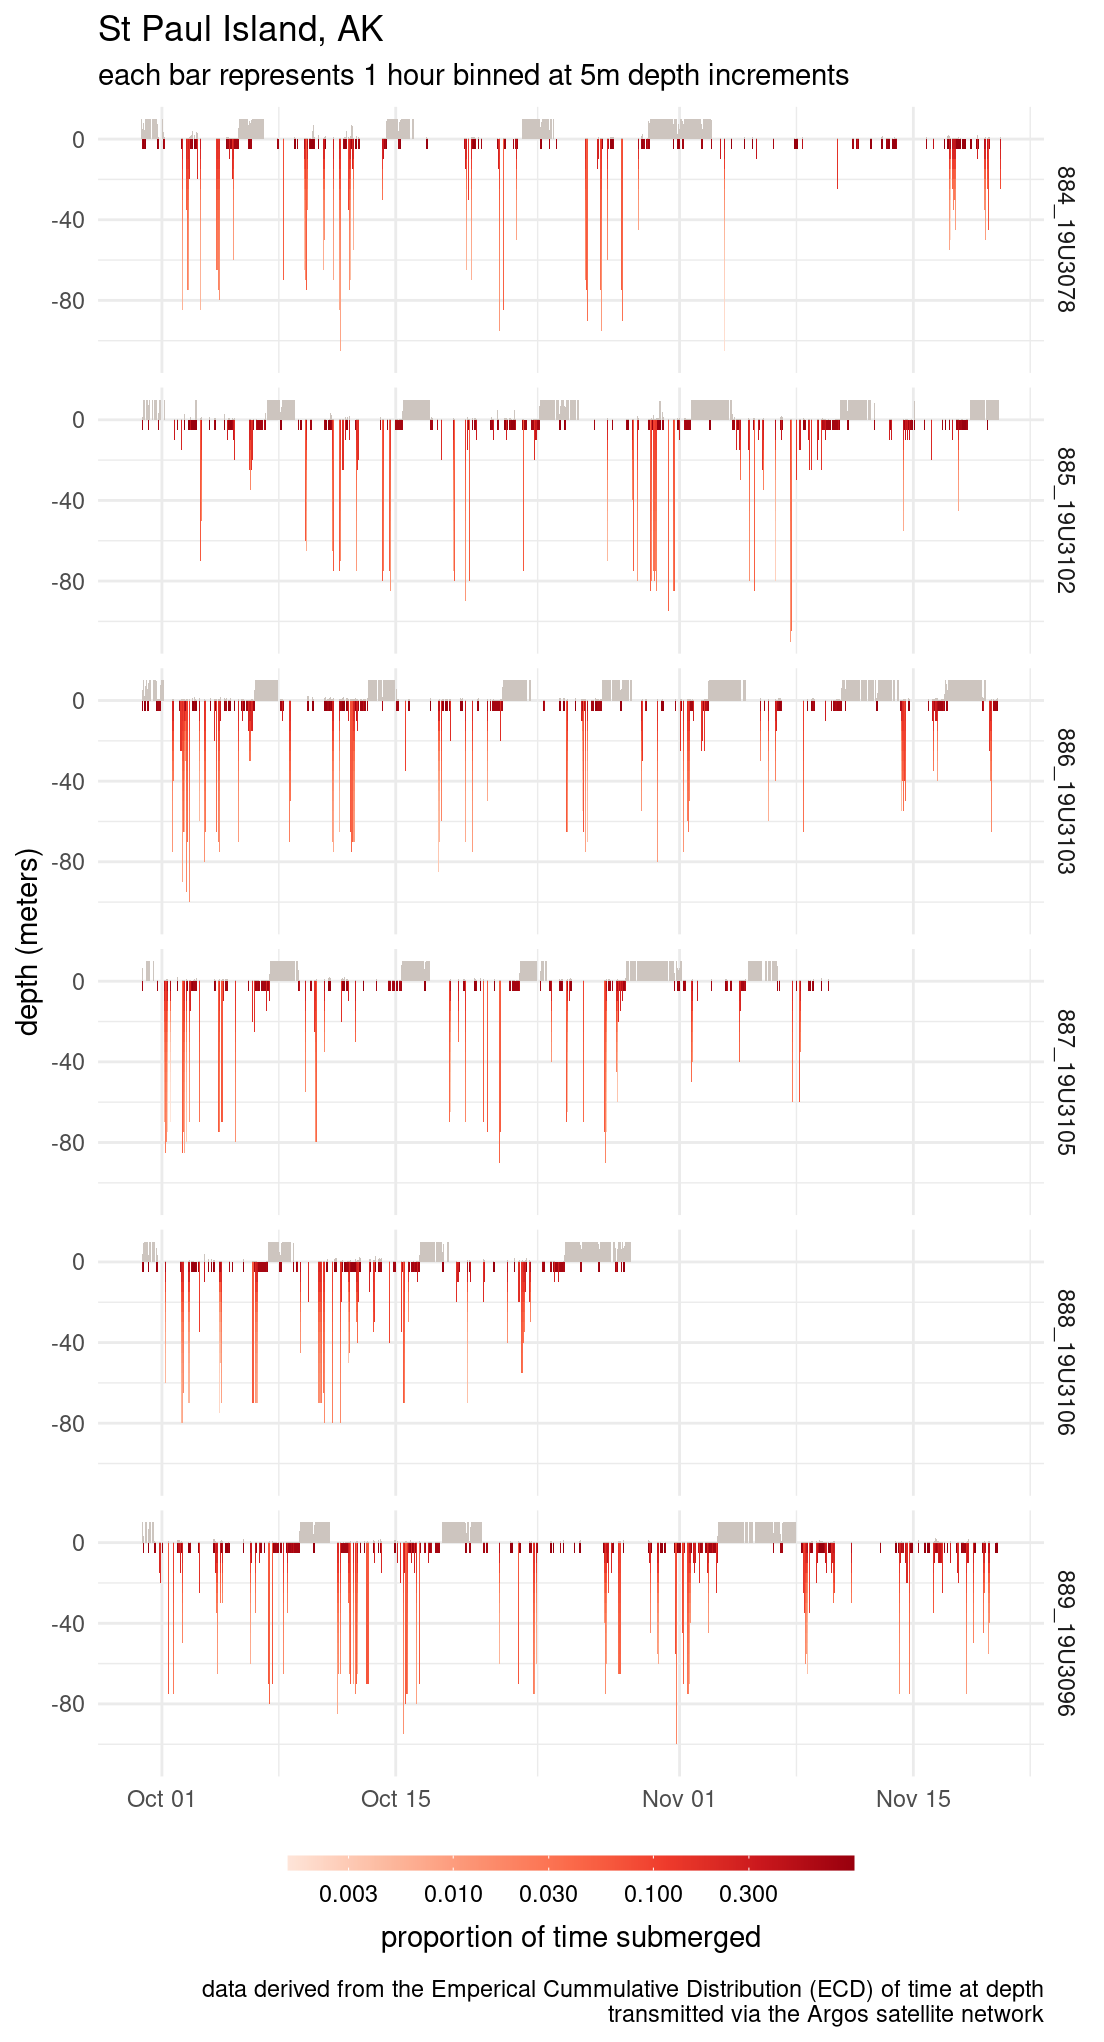 St Paul Island, AK
each bar represents 1 hour binned at 5m depth increments
depth (meters)
0
-40
-80
884_19U3078
0
-40
-80
885_19U3102
0
-40
-80
886_19U3103
0
-40
-80
887_19U3105
0
-40
-80
888_19U3106
0
-40
-80
889_19U3096
Oct 01 Oct 15 Nov 01 Nov 15
0.003 0.010 0.030 0.100 0.300
proportion of time submerged
data derived from the Emperical Cummulative Distribution (ECD) of time at depth
transmitted via the Argos satellite network